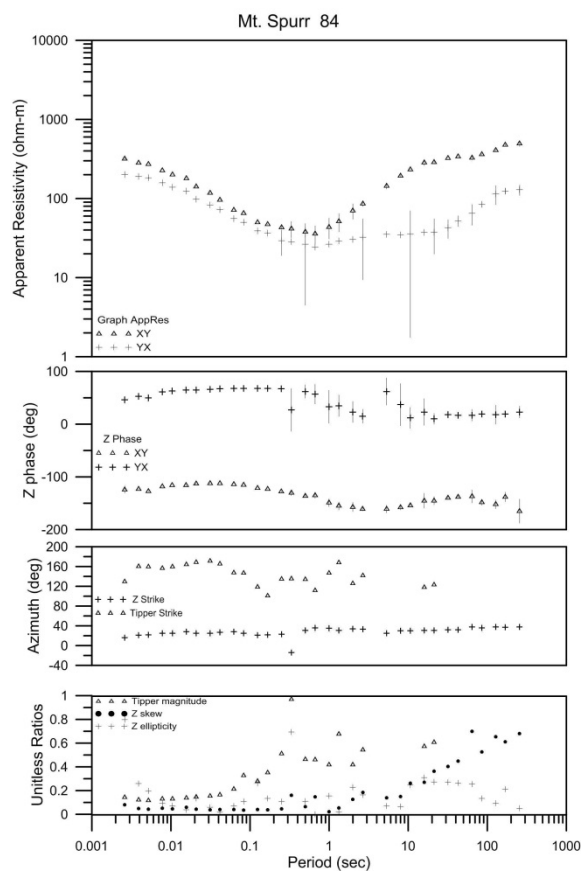 Mt. Spurr 84
10000
1000
100
10
1
Apparent Resistivity (ohm-m)
Graph AppRes
XY
YX
100
0
-100
-200
Z phase (deg)
Z Phase
XY
YX
200
160
120
80
40
0
-40
Azimuth (deg)
Z Strike
Tipper Strike
1
0.8
0.6
0.4
0.2
0
Unitless Ratios
Tipper magnitude
Z skew
Z ellipticity
0.001 0.01 0.1 1 10 100 1000
Period (sec)